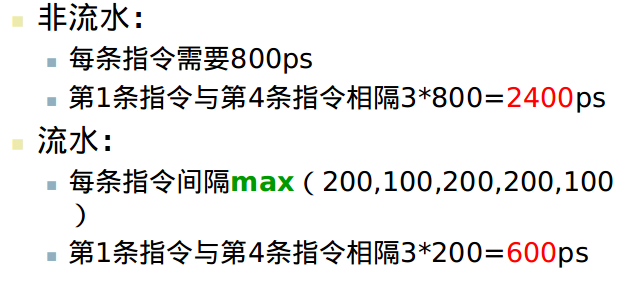 非流水：
每条指令需要800ps
第1条指令与第4条指令相隔3*800=2400ps
流水：
每条指令间隔max（200,100,200,200,100
）
第1条指令与第4条指令相隔3*200=600ps